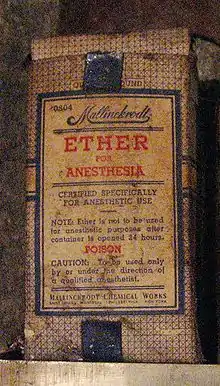 0804
Mallinckrodt
ETHER
FOR
ANESTHESIA
CERTIFIED SPECIFICALLY
FOR ANESTHETIC USE
NOTE: Ether is not to be used
for anesthetic purposes after
container is opened 24 hours.
POISON
CAUTION: To be used only
by or under the direction of
a qualified anesthetist.
MALLINCKRODT CHEMICAL WORKS
NEW YORK